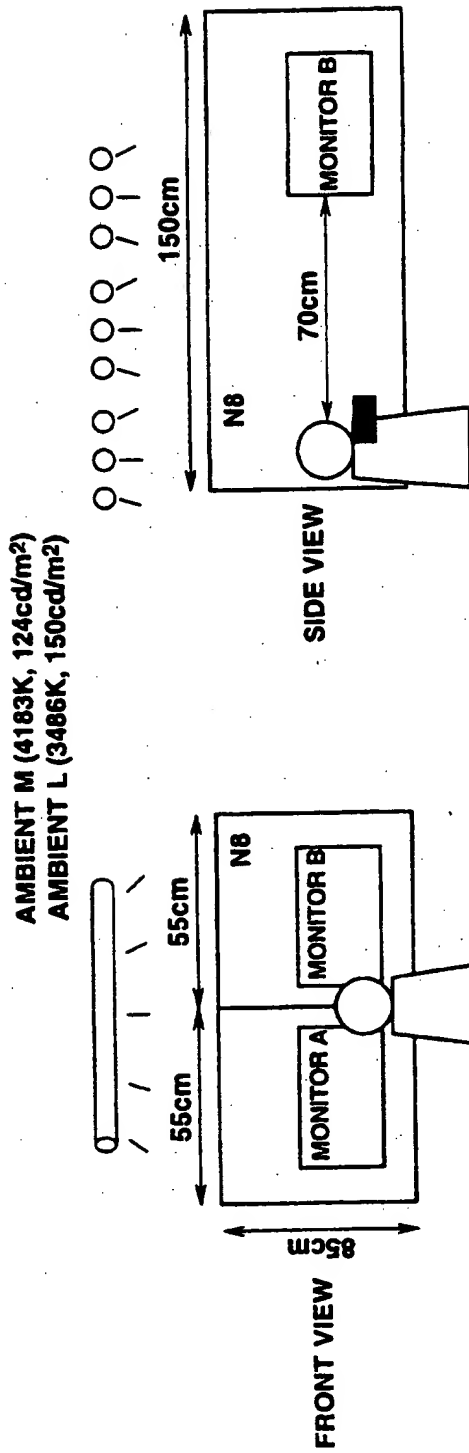 AMBIENT M (4183K, 124cd/m²)
AMBIENT L (3486K, 150cd/m²)
55cm
55cm
85cm
N8
MONITOR A
MONITOR B
FRONT VIEW
150cm
N8
70cm
MONITOR B
SIDE VIEW